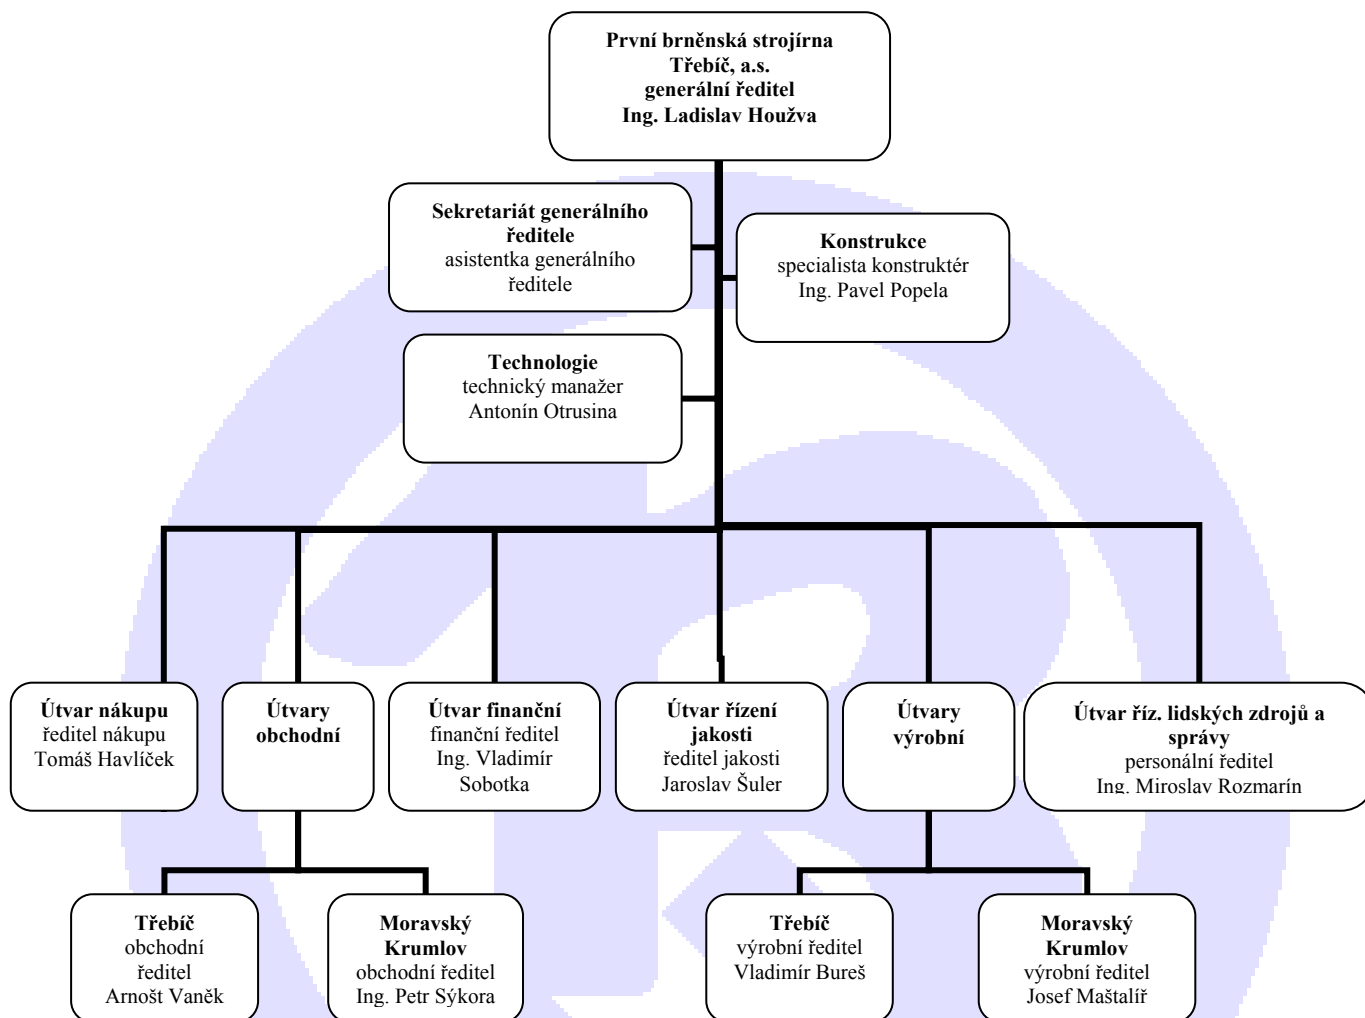 První brněnská strojírna
Třebíč, a.s.
generální ředitel
Ing. Ladislav Houžva
Sekretariát generálního
ředitele
asistentka generálního
ředitele
Konstrukce
specialista konstruktér
Ing. Pavel Popela
Technologie
technický manažer
Antonín Otrusina
Útvar nákupu
ředitel nákupu
Tomáš Havlíček
Útvary
obchodní
Útvar finanční
finanční ředitel
Ing. Vladimír
Sobotka
Útvar řízení
jakosti
ředitel jakosti
Jaroslav Šuler
Útvary
výrobní
Útvar říz. lidských zdrojů a
správy
personální ředitel
Ing. Miroslav Rozmarín
Třebíč
obchodní
ředitel
Arnošt Vaněk
Moravský
Krumlov
obchodní ředitel
Ing. Petr Sýkora
Třebíč
výrobní ředitel
Vladimír Bureš
Moravský
Krumlov
výrobní ředitel
Josef Maštalíř